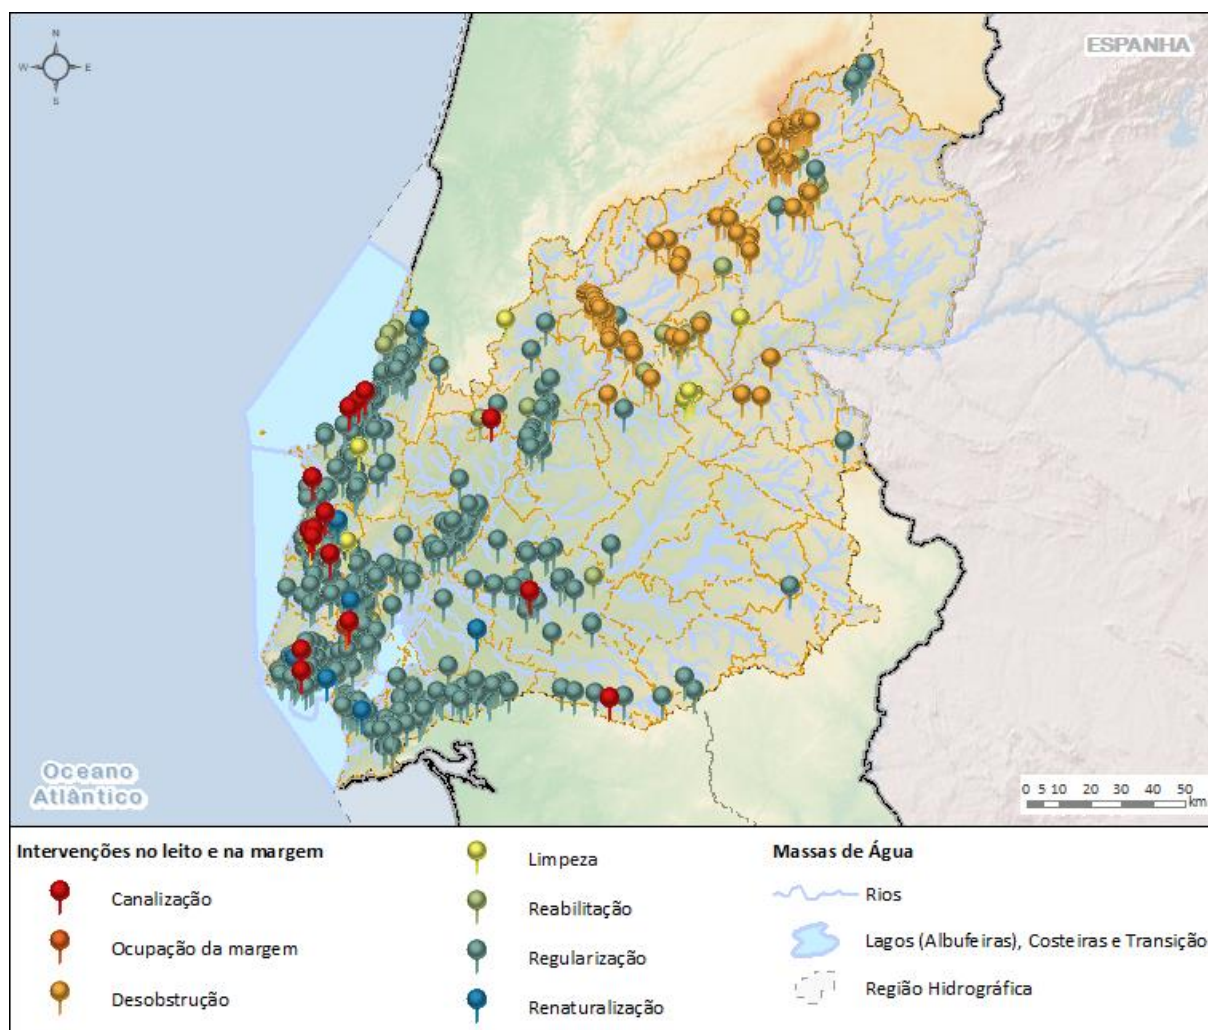 N
W
E
S
ESPANHA
Oceano
Atlântico
0 5 10 20 30 40 50
km
Intervenções no leito e na margem
Canalização
Ocupação da margem
Desobstrução
Limpeza
Reabilitação
Regularização
Renaturalização
Massas de Água
Rios
Lagos (Albufeiras), Costeiras e Transição
Região Hidrográfica